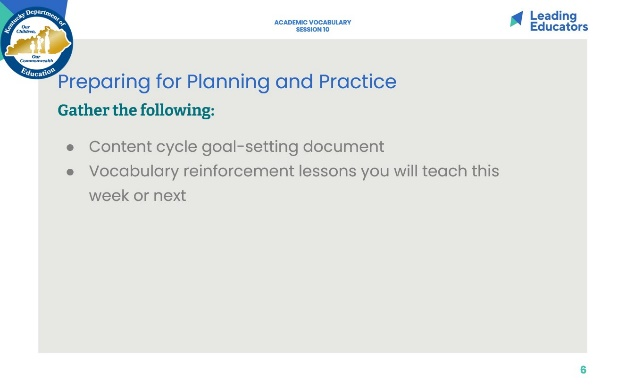 Kentucky Department of
Our Children,
Our Commonwealth
Education
ACADEMIC VOCABULARY
SESSION 10
Leading
Educators
Preparing for Planning and Practice
Gather the following:
● Content cycle goal-setting document
● Vocabulary reinforcement lessons you will teach this
week or next
6